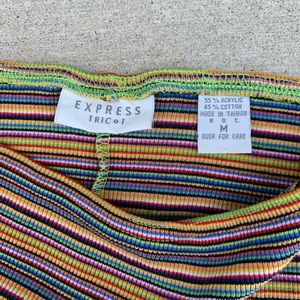 EXPRESS
TRICOT
55% ACRYLIC
45% COTTON
MADE IN TAIWAN
R. O. C.
M
OVER FOR CARE